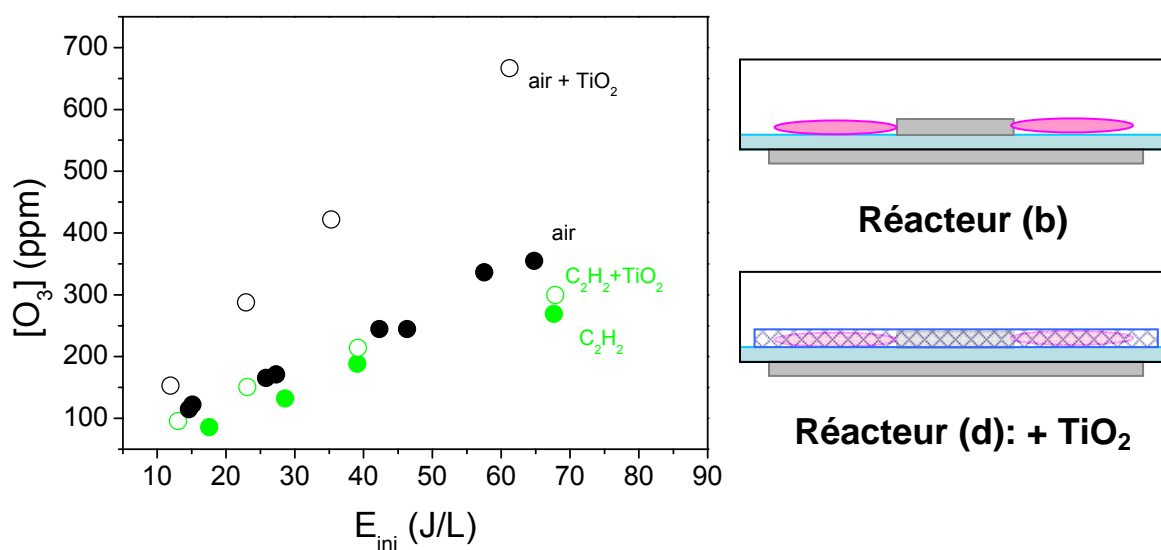 700
600
500
400
300
200
100
10 20 30 40 50 60 70 80 90
[O₃] (ppm)
E_ini (J/L)
air + TiO₂
air
C₂H₂+TiO₂
C₂H₂
Réacteur (b)
Réacteur (d): + TiO₂